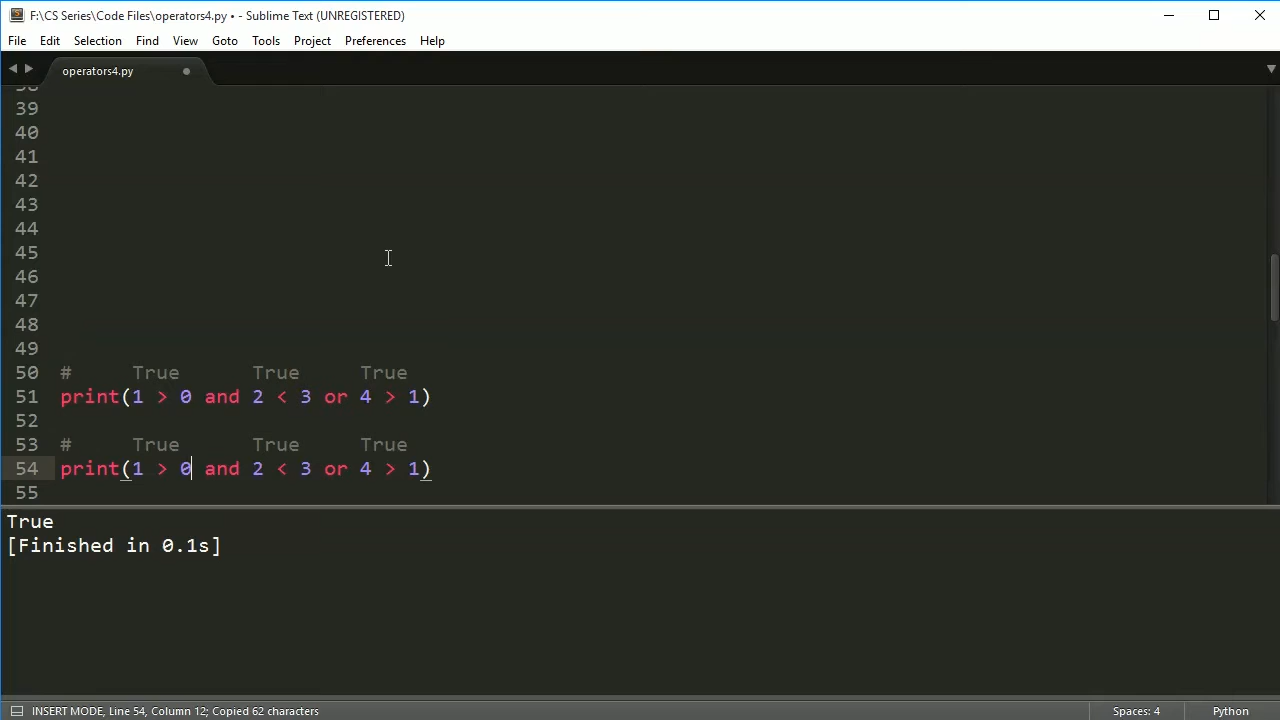 F:\CS Series\Code Files\operators4.py • - Sublime Text (UNREGISTERED)
File Edit Selection Find View Goto Tools Project Preferences Help
operators4.py
38
39
40
41
42
43
44
45
46
47
48
49
50 #     True      True     True
51 print(1 > 0 and 2 < 3 or 4 > 1)
52
53 #     True      True     True
54 print(1 > 0 and 2 < 3 or 4 > 1)
55
True
[Finished in 0.1s]
INSERT MODE, Line 54, Column 12; Copied 62 characters Spaces: 4 Python